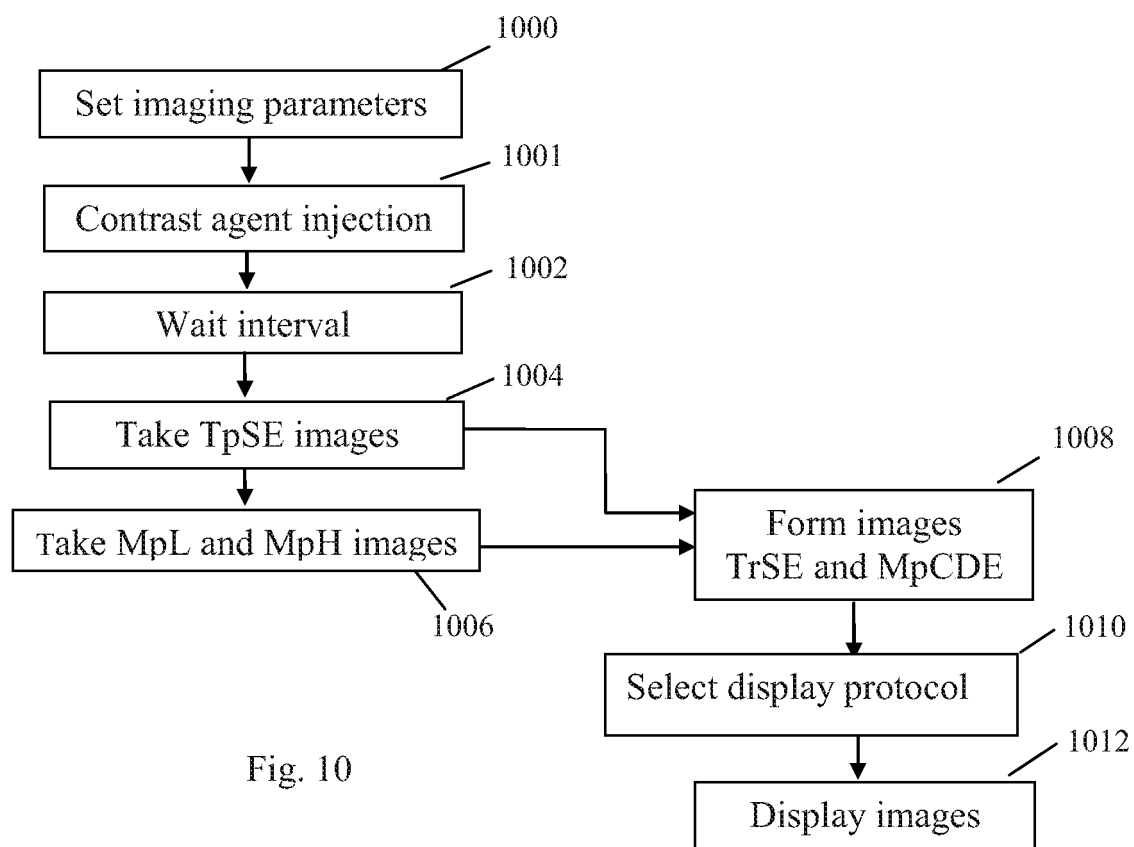 1000
Set imaging parameters
1001
Contrast agent injection
1002
Wait interval
1004
Take TpSE images
1008
Form images
TrSE and MpCDE
Take MpL and MpH images
1006
1010
Select display protocol
1012
Display images
Fig. 10